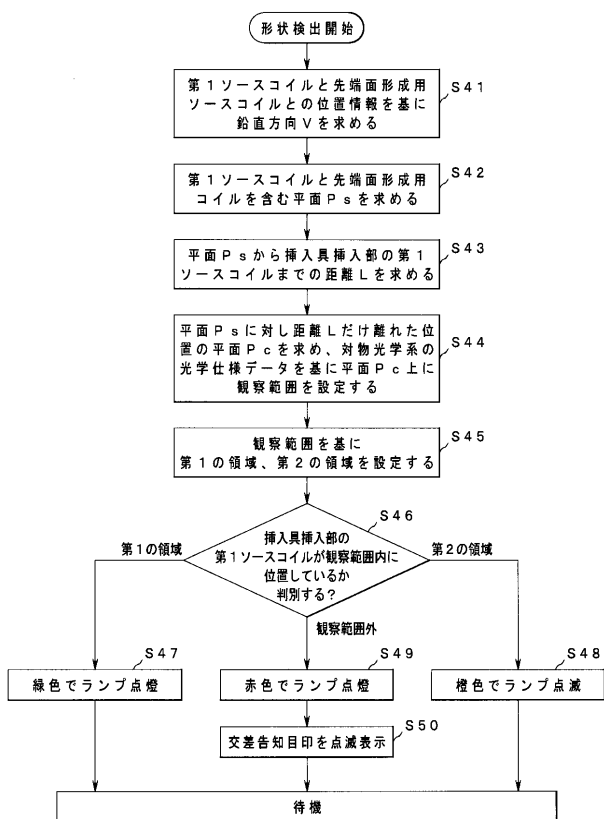 形状検出開始
S41
第1ソースコイルと先端面形成用
ソースコイルとの位置情報を基に
鉛直方向Vを求める
S42
第1ソースコイルと先端面形成用
コイルを含む平面Psを求める
S43
平面Psから挿入具挿入部の第1
ソースコイルまでの距離Lを求める
S44
平面Psに対し距離Lだけ離れた位
置の平面Pcを求め、対物光学系の
光学仕様データを基に平面Pc上に
観察範囲を設定する
S45
観察範囲を基に
第1の領域、第2の領域を設定する
S46
挿入具挿入部の
第1ソースコイルが観察範囲内に
位置しているか
判別する?
第1の領域
第2の領域
観察範囲外
S47
緑色でランプ点燈
S49
赤色でランプ点燈
S48
橙色でランプ点滅
S50
交差告知目印を点滅表示
待機